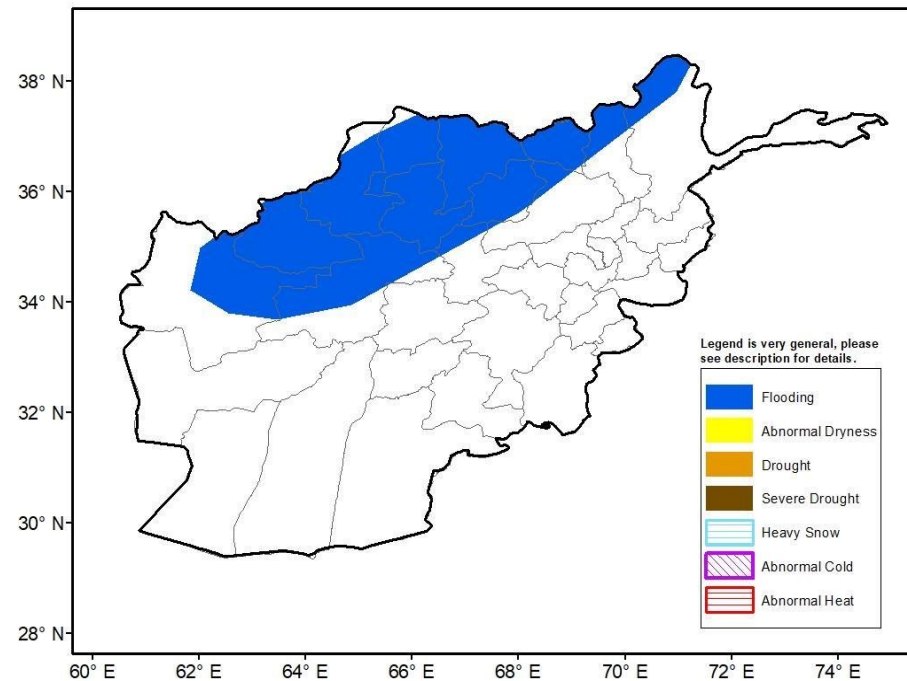 38° N
36° N
34° N
32° N
30° N
28° N
Legend is very general, please
see description for details.
Flooding
Abnormal Dryness
Drought
Severe Drought
Heavy Snow
Abnormal Cold
Abnormal Heat
60° E 62° E 64° E 66° E 68° E 70° E 72° E 74° E